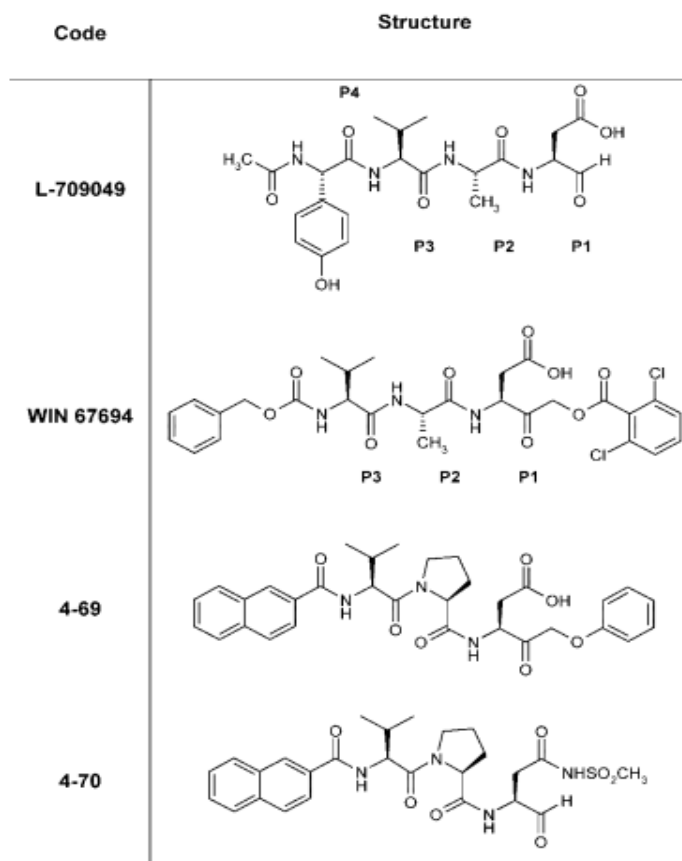 Code Structure
P4
O
O O OH
H H
H3C N N H
O N O CH3 N O
H H
P3 P2 P1
L-709049
OH
O
O OH O Cl
H
WIN 67694
O N N N O
H O CH3 H O
Cl
P3 P2 P1
O O
4-69
N N OH
H O O N O
H O
O O
4-70
N N NHSO2CH3
H O O N H
H O